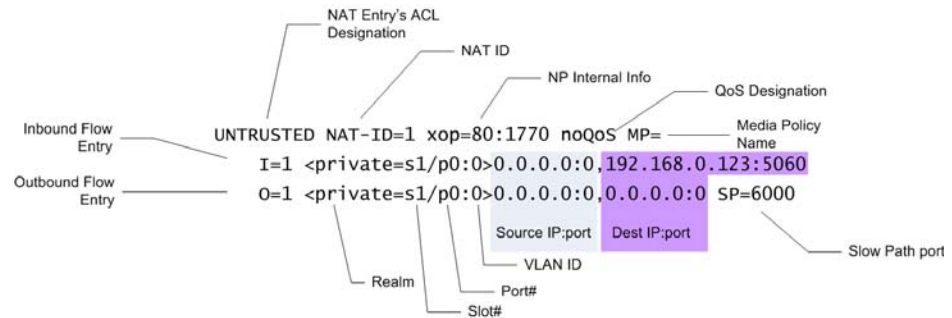 NAT Entry's ACL
Designation
NAT ID
NP Internal Info
QoS Designation
Inbound Flow
Entry
UNTRUSTED NAT-ID=1 xop=80:1770 noQoS MP=
Media Policy
Name
I=1 <private=s1/p0:0>0.0.0.0:0,192.168.0.123:5060
Outbound Flow
Entry
O=1 <private=s1/p0:0>0.0.0.0:0,0.0.0.0:0 SP=6000
Source IP:port
Dest IP:port
Slow Path port
VLAN ID
Realm
Port#
Slot#